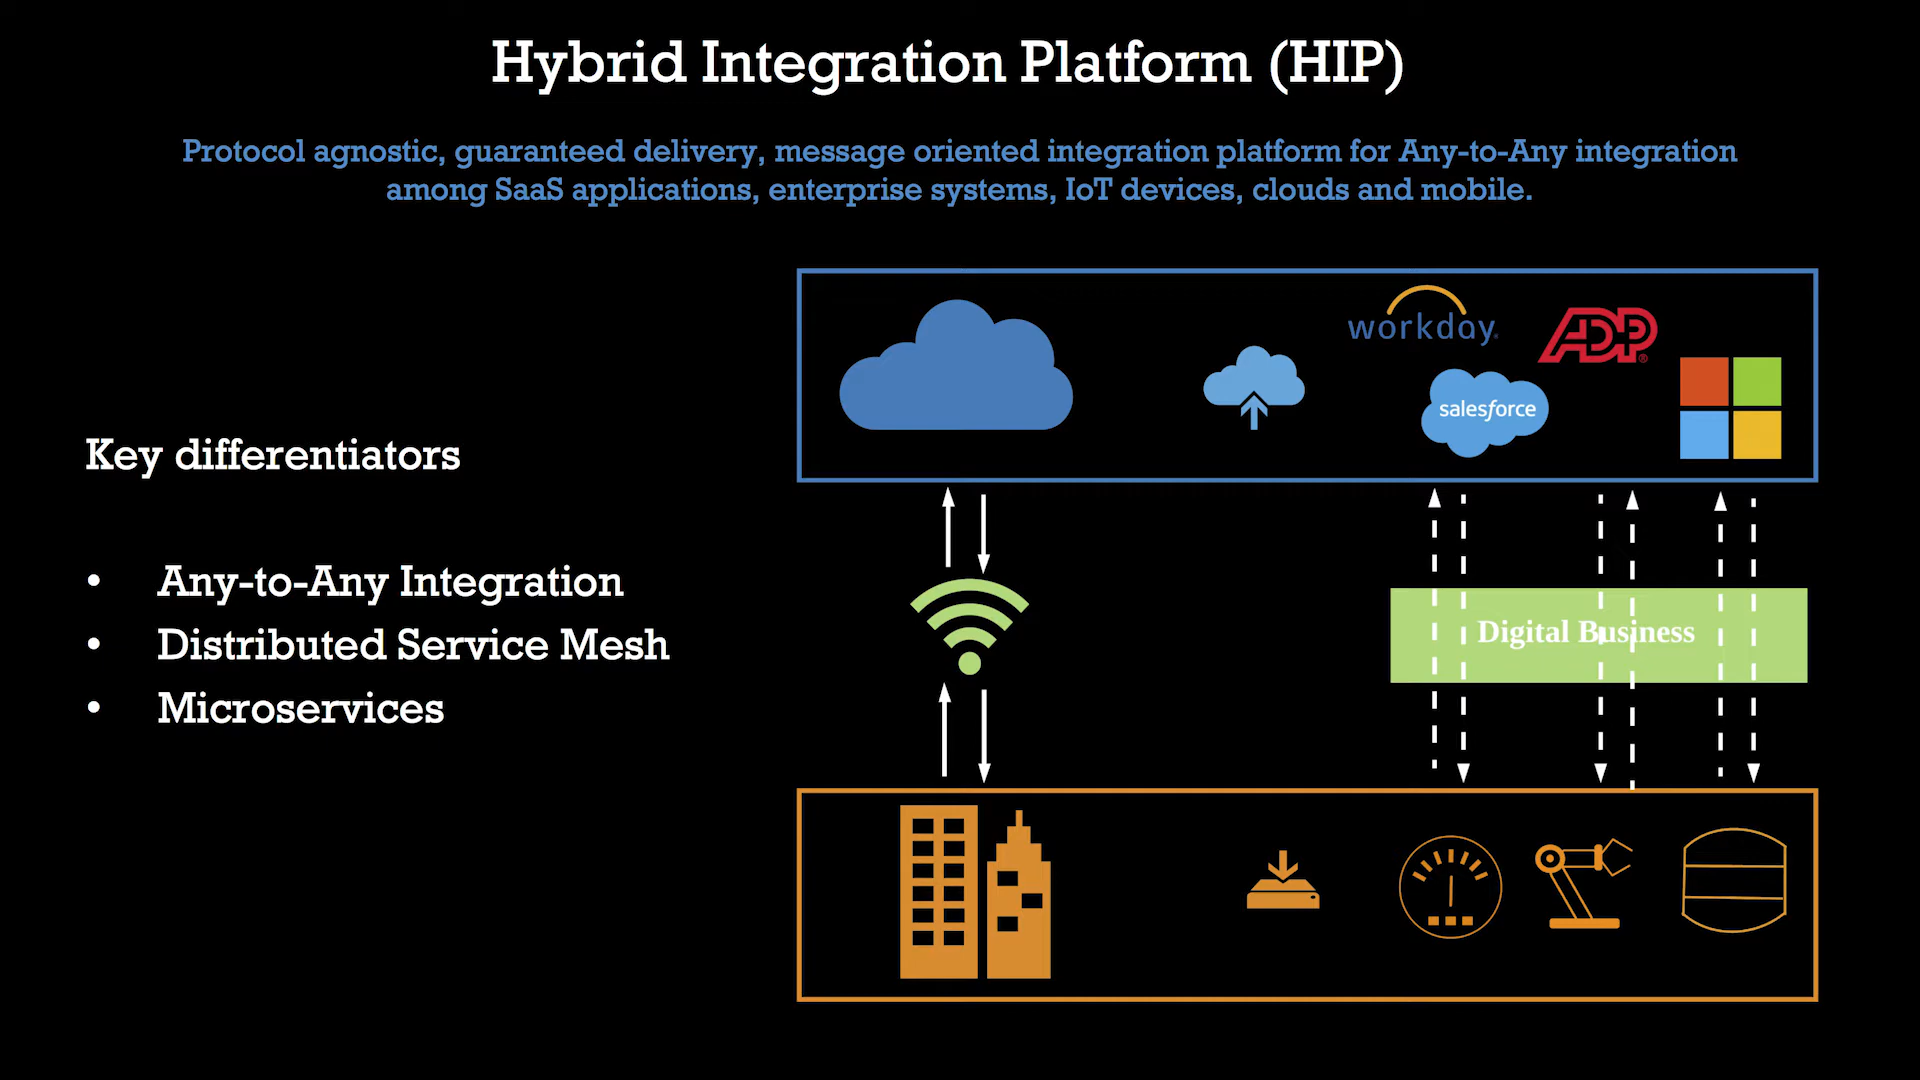 Hybrid Integration Platform (HIP)
Protocol agnostic, guaranteed delivery, message oriented integration platform for Any-to-Any integration
among SaaS applications, enterprise systems, IoT devices, clouds and mobile.
workday.
ADP®
salesforce
Key differentiators
• Any-to-Any Integration
• Distributed Service Mesh
• Microservices
Digital Business